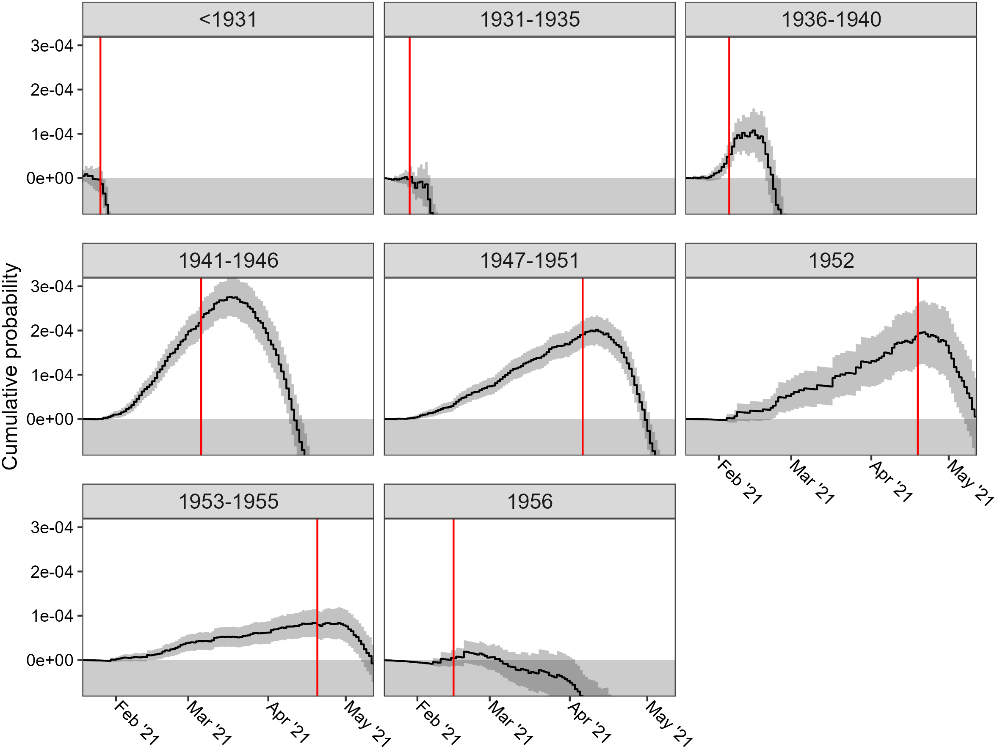 <1931
1931-1935
1936-1940
3e-04
2e-04
1e-04
0e+00
1941-1946
1947-1951
1952
3e-04
2e-04
1e-04
0e+00
Cumulative probability
Feb '21
Mar '21
Apr '21
May '21
1953-1955
1956
3e-04
2e-04
1e-04
0e+00
Feb '21
Mar '21
Apr '21
May '21
Feb '21
Mar '21
Apr '21
May '21